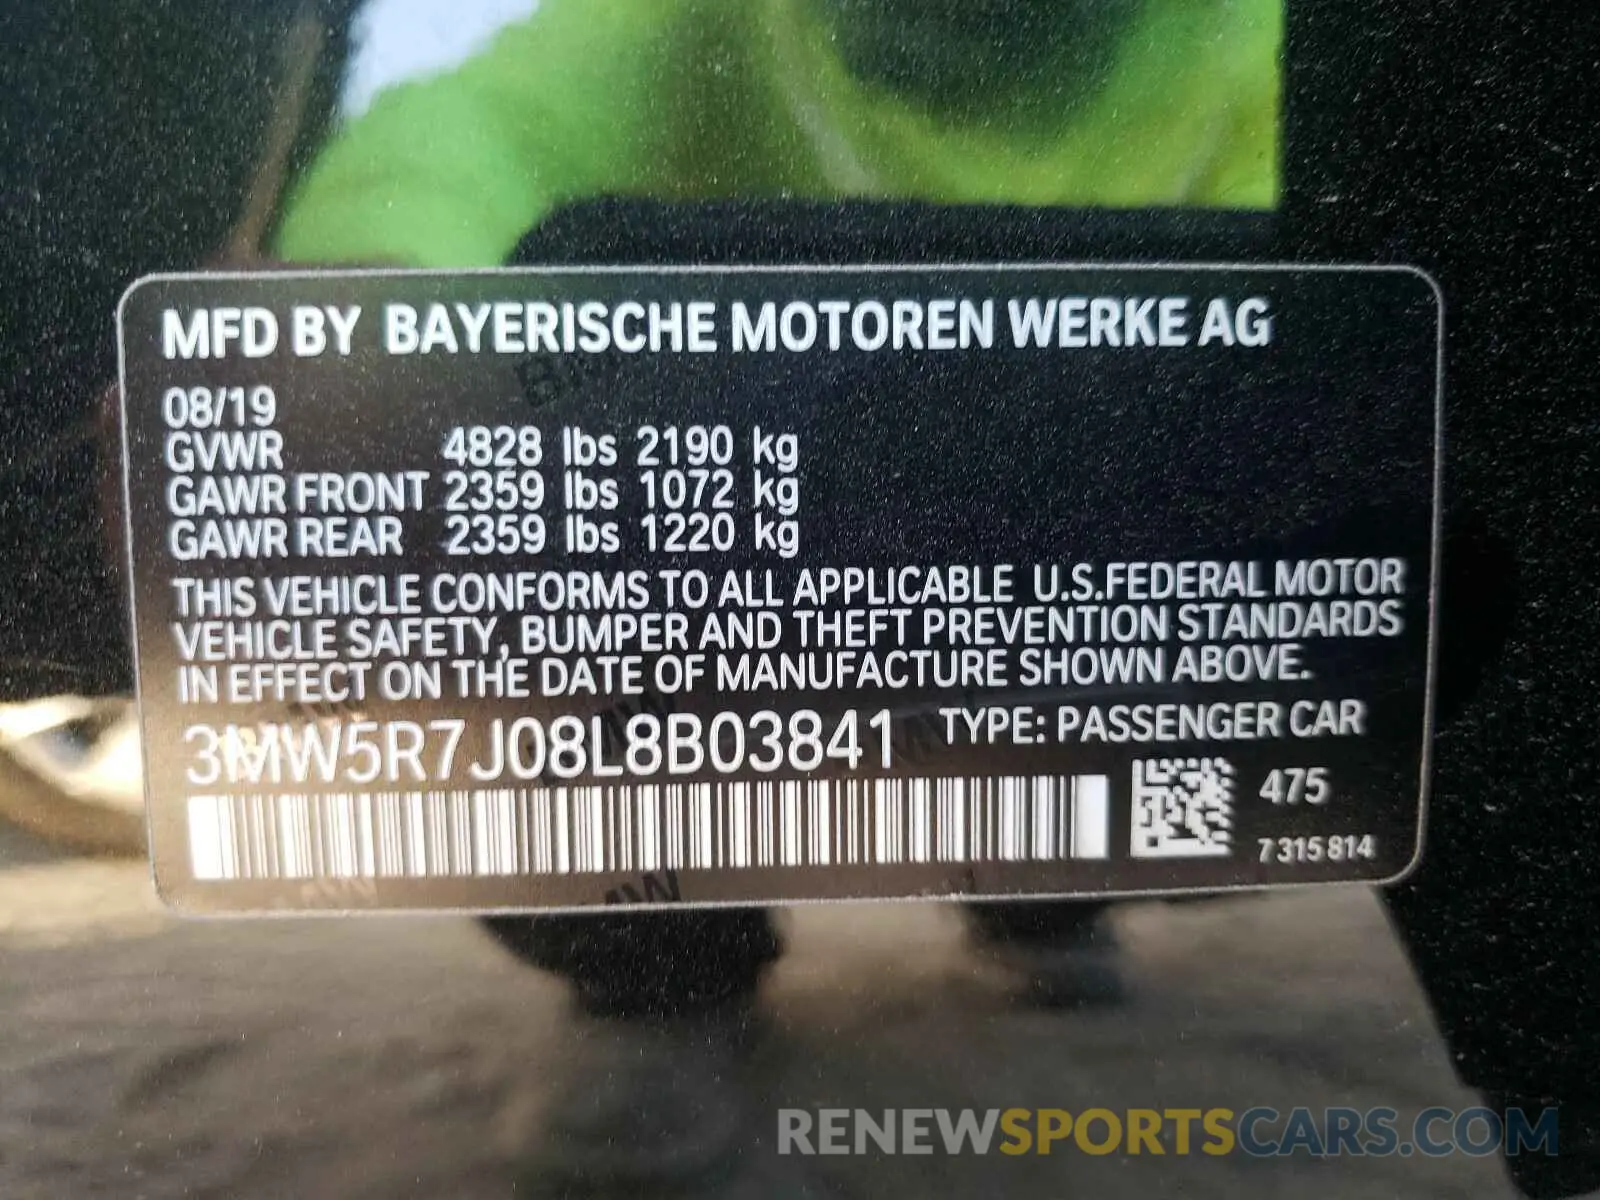 MFD BY BAYERISCHE MOTOREN WERKE AG
08/19
GVWR 4828 lbs 2190 kg
GAWR FRONT 2359 lbs 1072 kg
GAWR REAR 2359 lbs 1220 kg
THIS VEHICLE CONFORMS TO ALL APPLICABLE U.S.FEDERAL MOTOR
VEHICLE SAFETY, BUMPER AND THEFT PREVENTION STANDARDS
IN EFFECT ON THE DATE OF MANUFACTURE SHOWN ABOVE.
3MW5R7J08L8B03841 TYPE: PASSENGER CAR
475
7 315 814
RENEWSPORTSCARS.COM